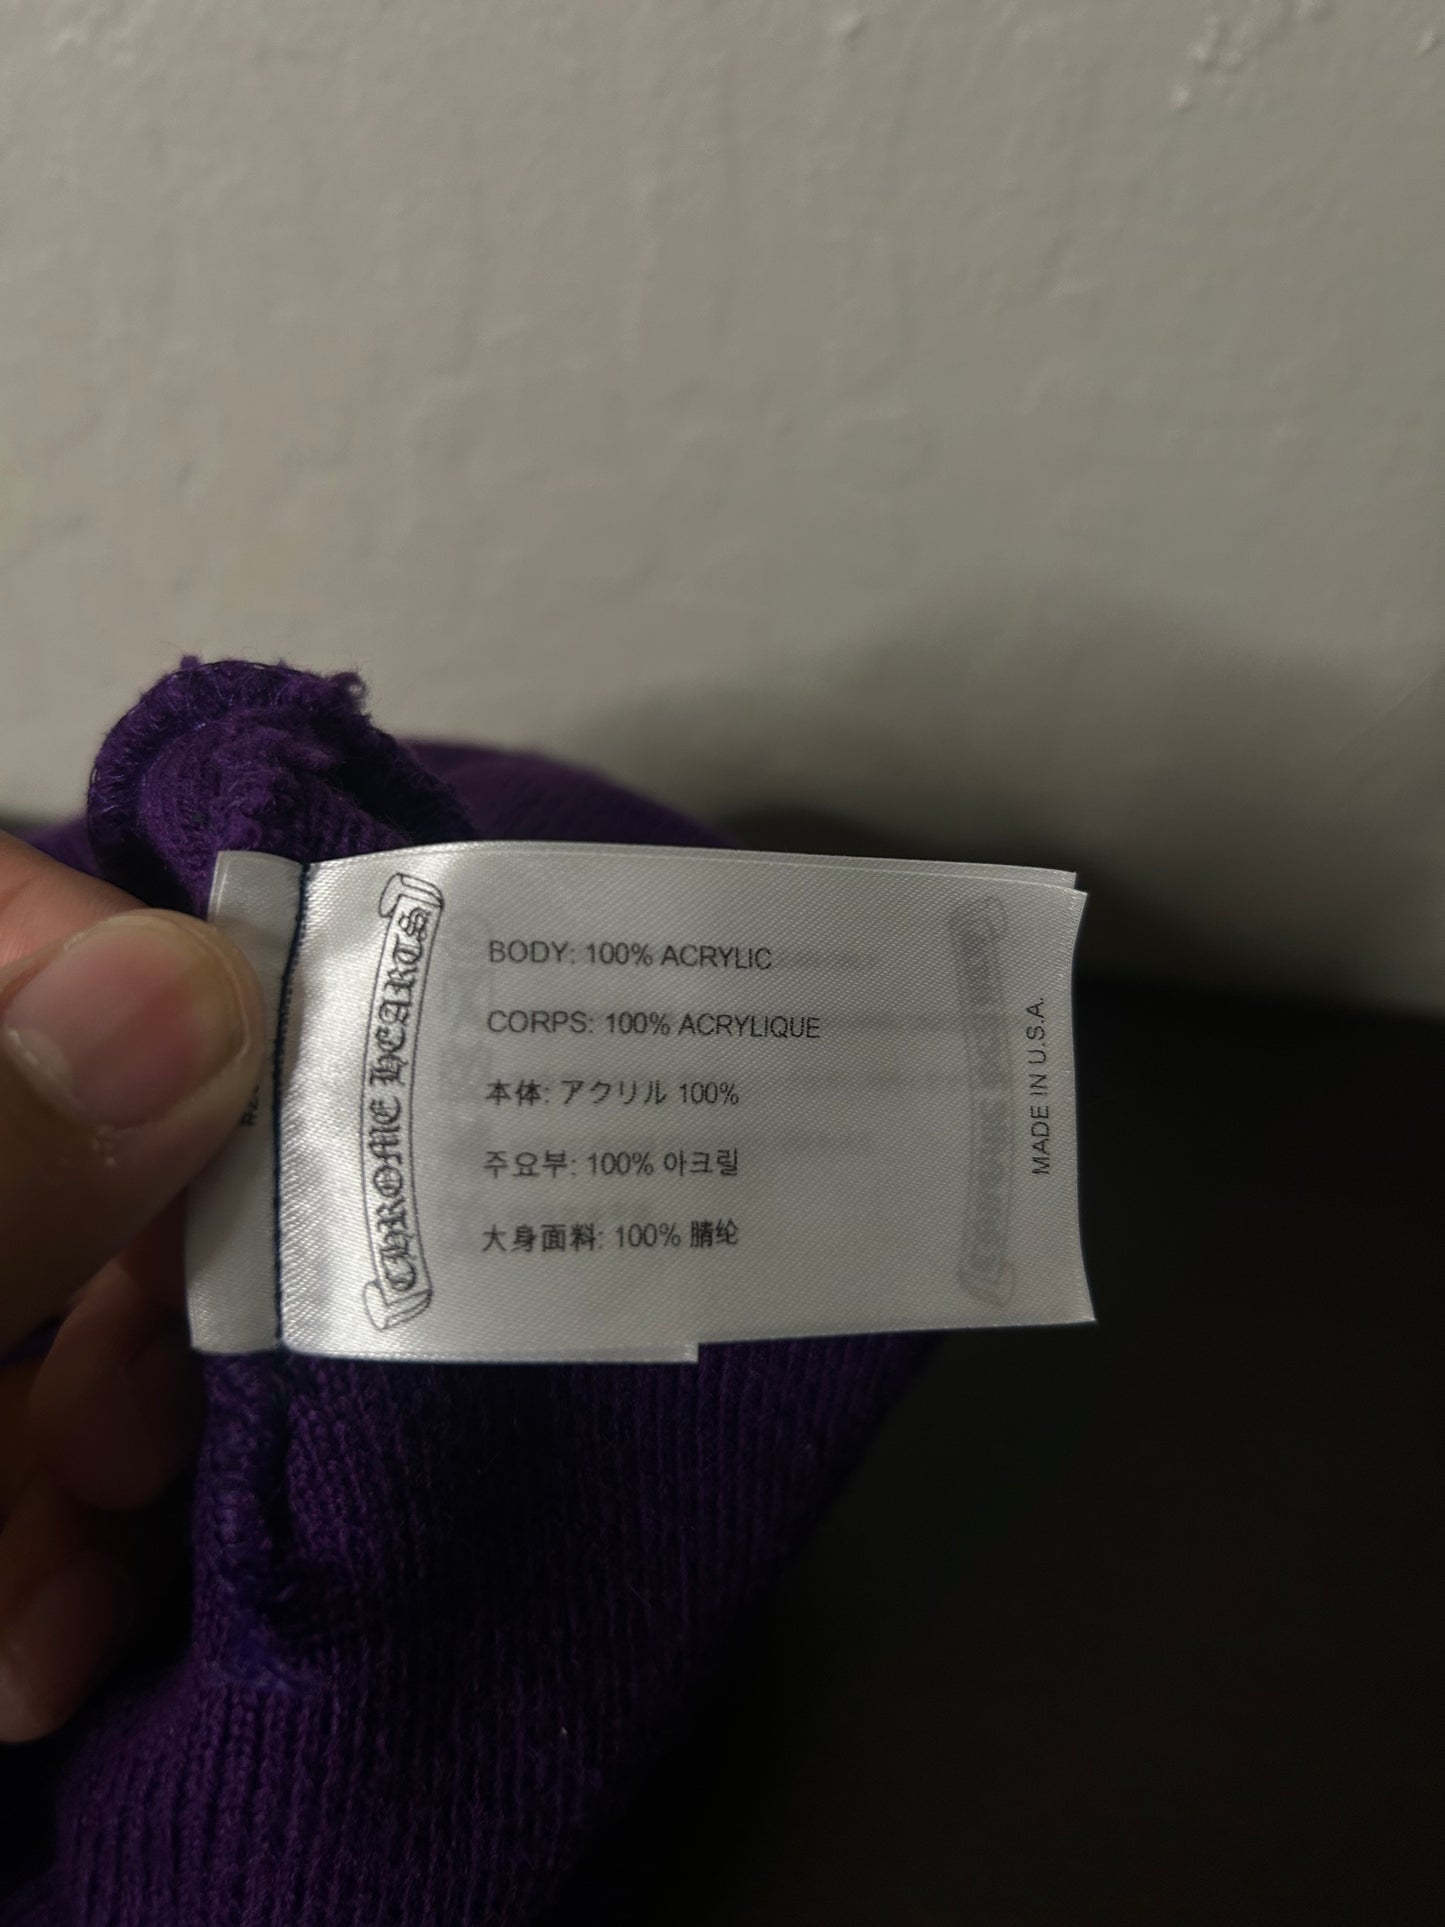 CHROME HEARTS
BODY: 100% ACRYLIC
CORPS: 100% ACRYLIQUE
本体: アクリル 100%
주요부: 100% 아크릴
大身面料: 100% 腈纶
MADE IN U.S.A.